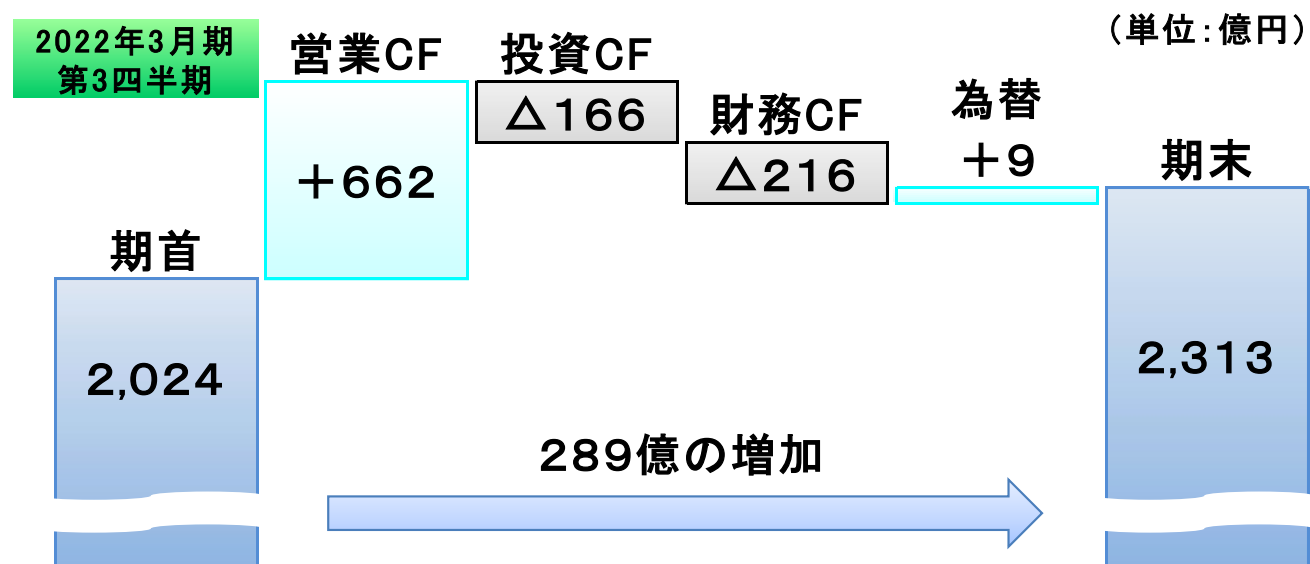 2022年3月期
第3四半期
(単位:億円)
営業CF
投資CF
財務CF
為替
期末
期首
+662
△166
△216
+9
2,024
2,313
289億の増加